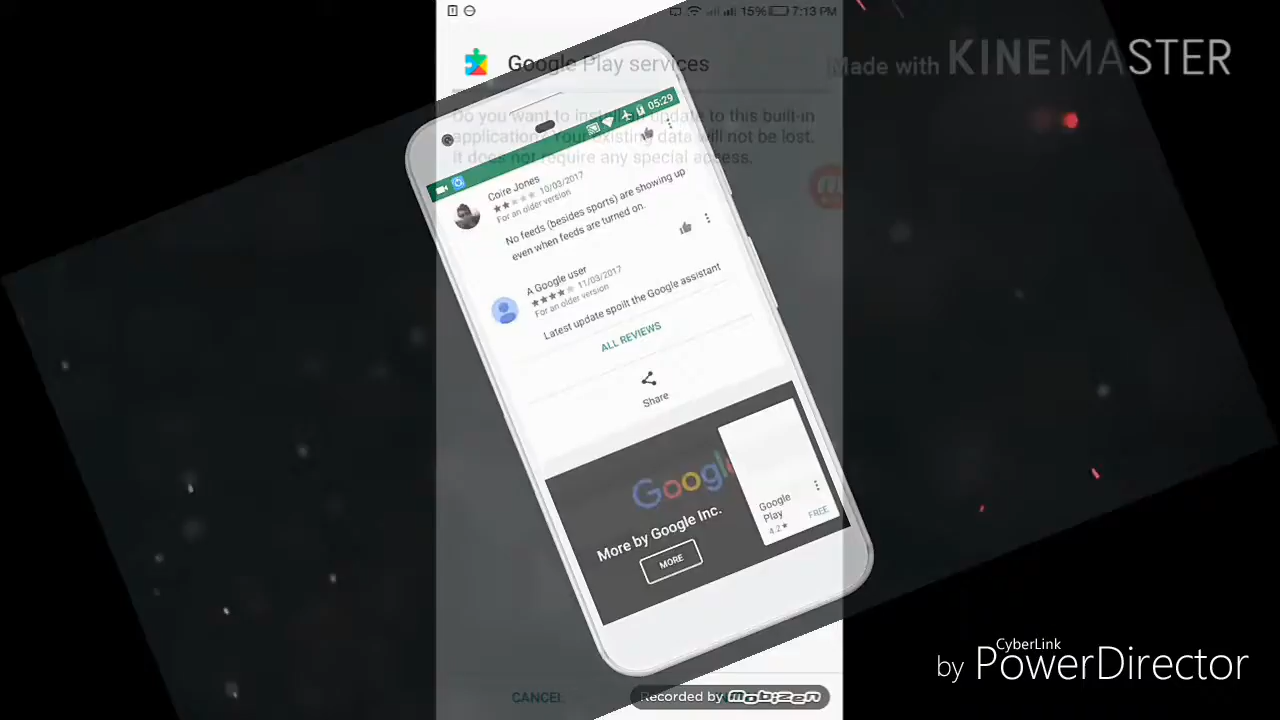 15% 7:13 PM
Google Play services
Made with KINEMASTER
Do you want to install update to this built-in
application? Your existing data will not be lost.
It does not require any special access.
05:29
Coire Jones
10/03/2017
For an older version
No feeds (besides sports) are showing up
even when feeds are turned on.
A Google user
11/03/2017
For an older version
Latest update spoilt the Google assistant
ALL REVIEWS
Share
Google
More by Google Inc.
MORE
Google
Play
4.2★
FREE
CANCEL
Recorded by mobizen
CyberLink
by PowerDirector